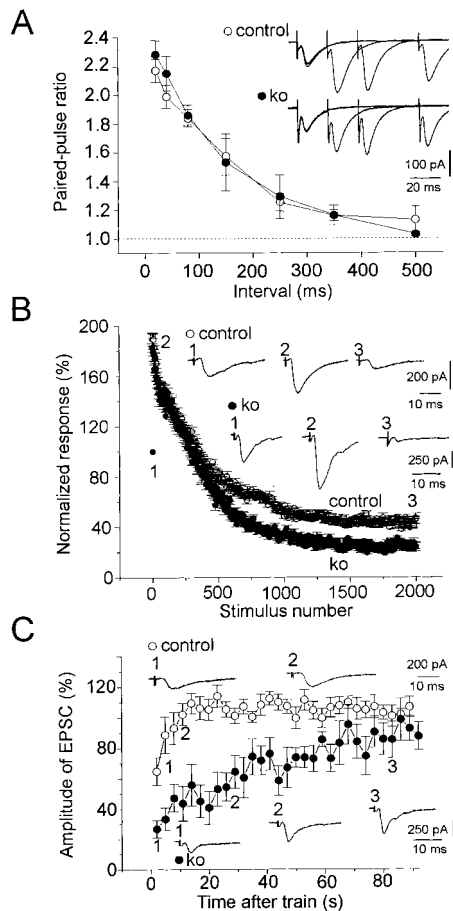 A
control
ko
2.4
2.2
2.0
1.8
1.6
1.4
1.2
1.0
Paired-pulse ratio
100 pA
20 ms
0 100 200 300 400 500
Interval (ms)
B
200
160
120
80
40
0
Normalized response (%)
2
control
1
2
3
200 pA
10 ms
ko
1
2
3
250 pA
10 ms
1
control
3
ko
0 500 1000 1500 2000
Stimulus number
C
control
1
2
200 pA
10 ms
120
80
40
0
Amplitude of EPSC (%)
1
2
1
2
3
1
2
3
ko
250 pA
10 ms
0 20 40 60 80
Time after train (s)